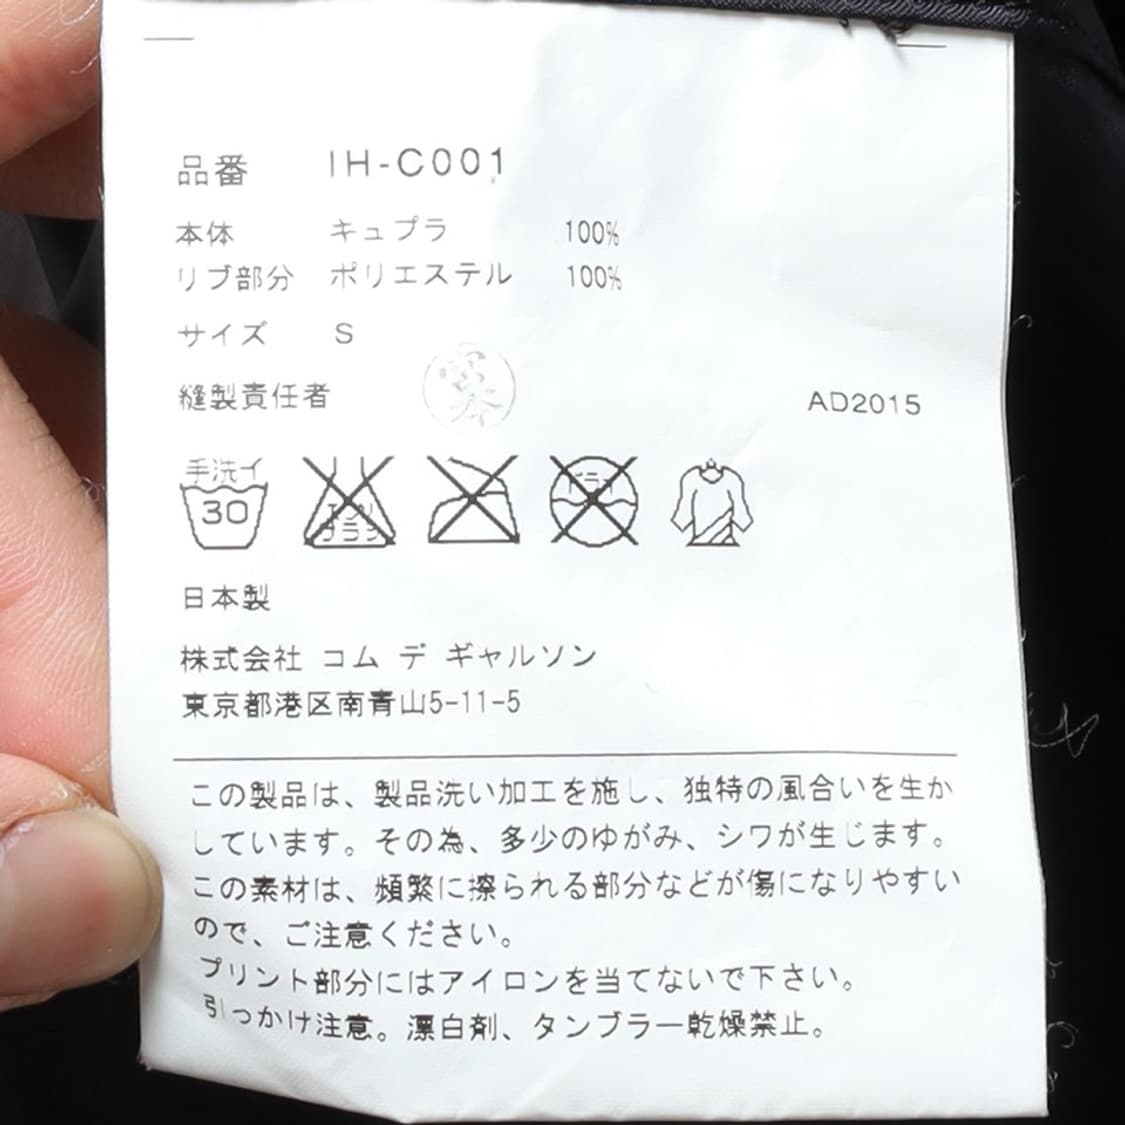 品番 IH-C001
本体 キュプラ 100%
リブ部分 ポリエステル 100%
サイズ S
縫製責任者
AD2015
手洗イ
30
エンソ
フラシ
ドライ
日本製
株式会社 コム デ ギャルソン
東京都港区南青山5-11-5
この製品は、製品洗い加工を施し、独特の風合いを生か
しています。その為、多少のゆがみ、シワが生じます。
この素材は、頻繁に擦られる部分などが傷になりやすい
ので、ご注意ください。
プリント部分にはアイロンを当てないで下さい。
引っかけ注意。漂白剤、タンブラー乾燥禁止。